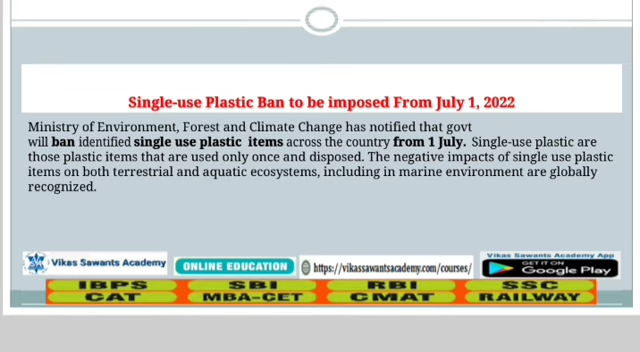 Single-use Plastic Ban to be imposed From July 1, 2022
Ministry of Environment, Forest and Climate Change has notified that govt
will ban identified single use plastic items across the country from 1 July. Single-use plastic are
those plastic items that are used only once and disposed. The negative impacts of single use plastic
items on both terrestrial and aquatic ecosystems, including in marine environment are globally
recognized.
Vikas Sawants Academy
ONLINE EDUCATION
https://vikassawantsacademy.com/courses/
Vikas Sawants Academy App
GET IT ON
Google Play
IBPS SBI RBI SSC
CAT MBA-CET CMAT RAILWAY